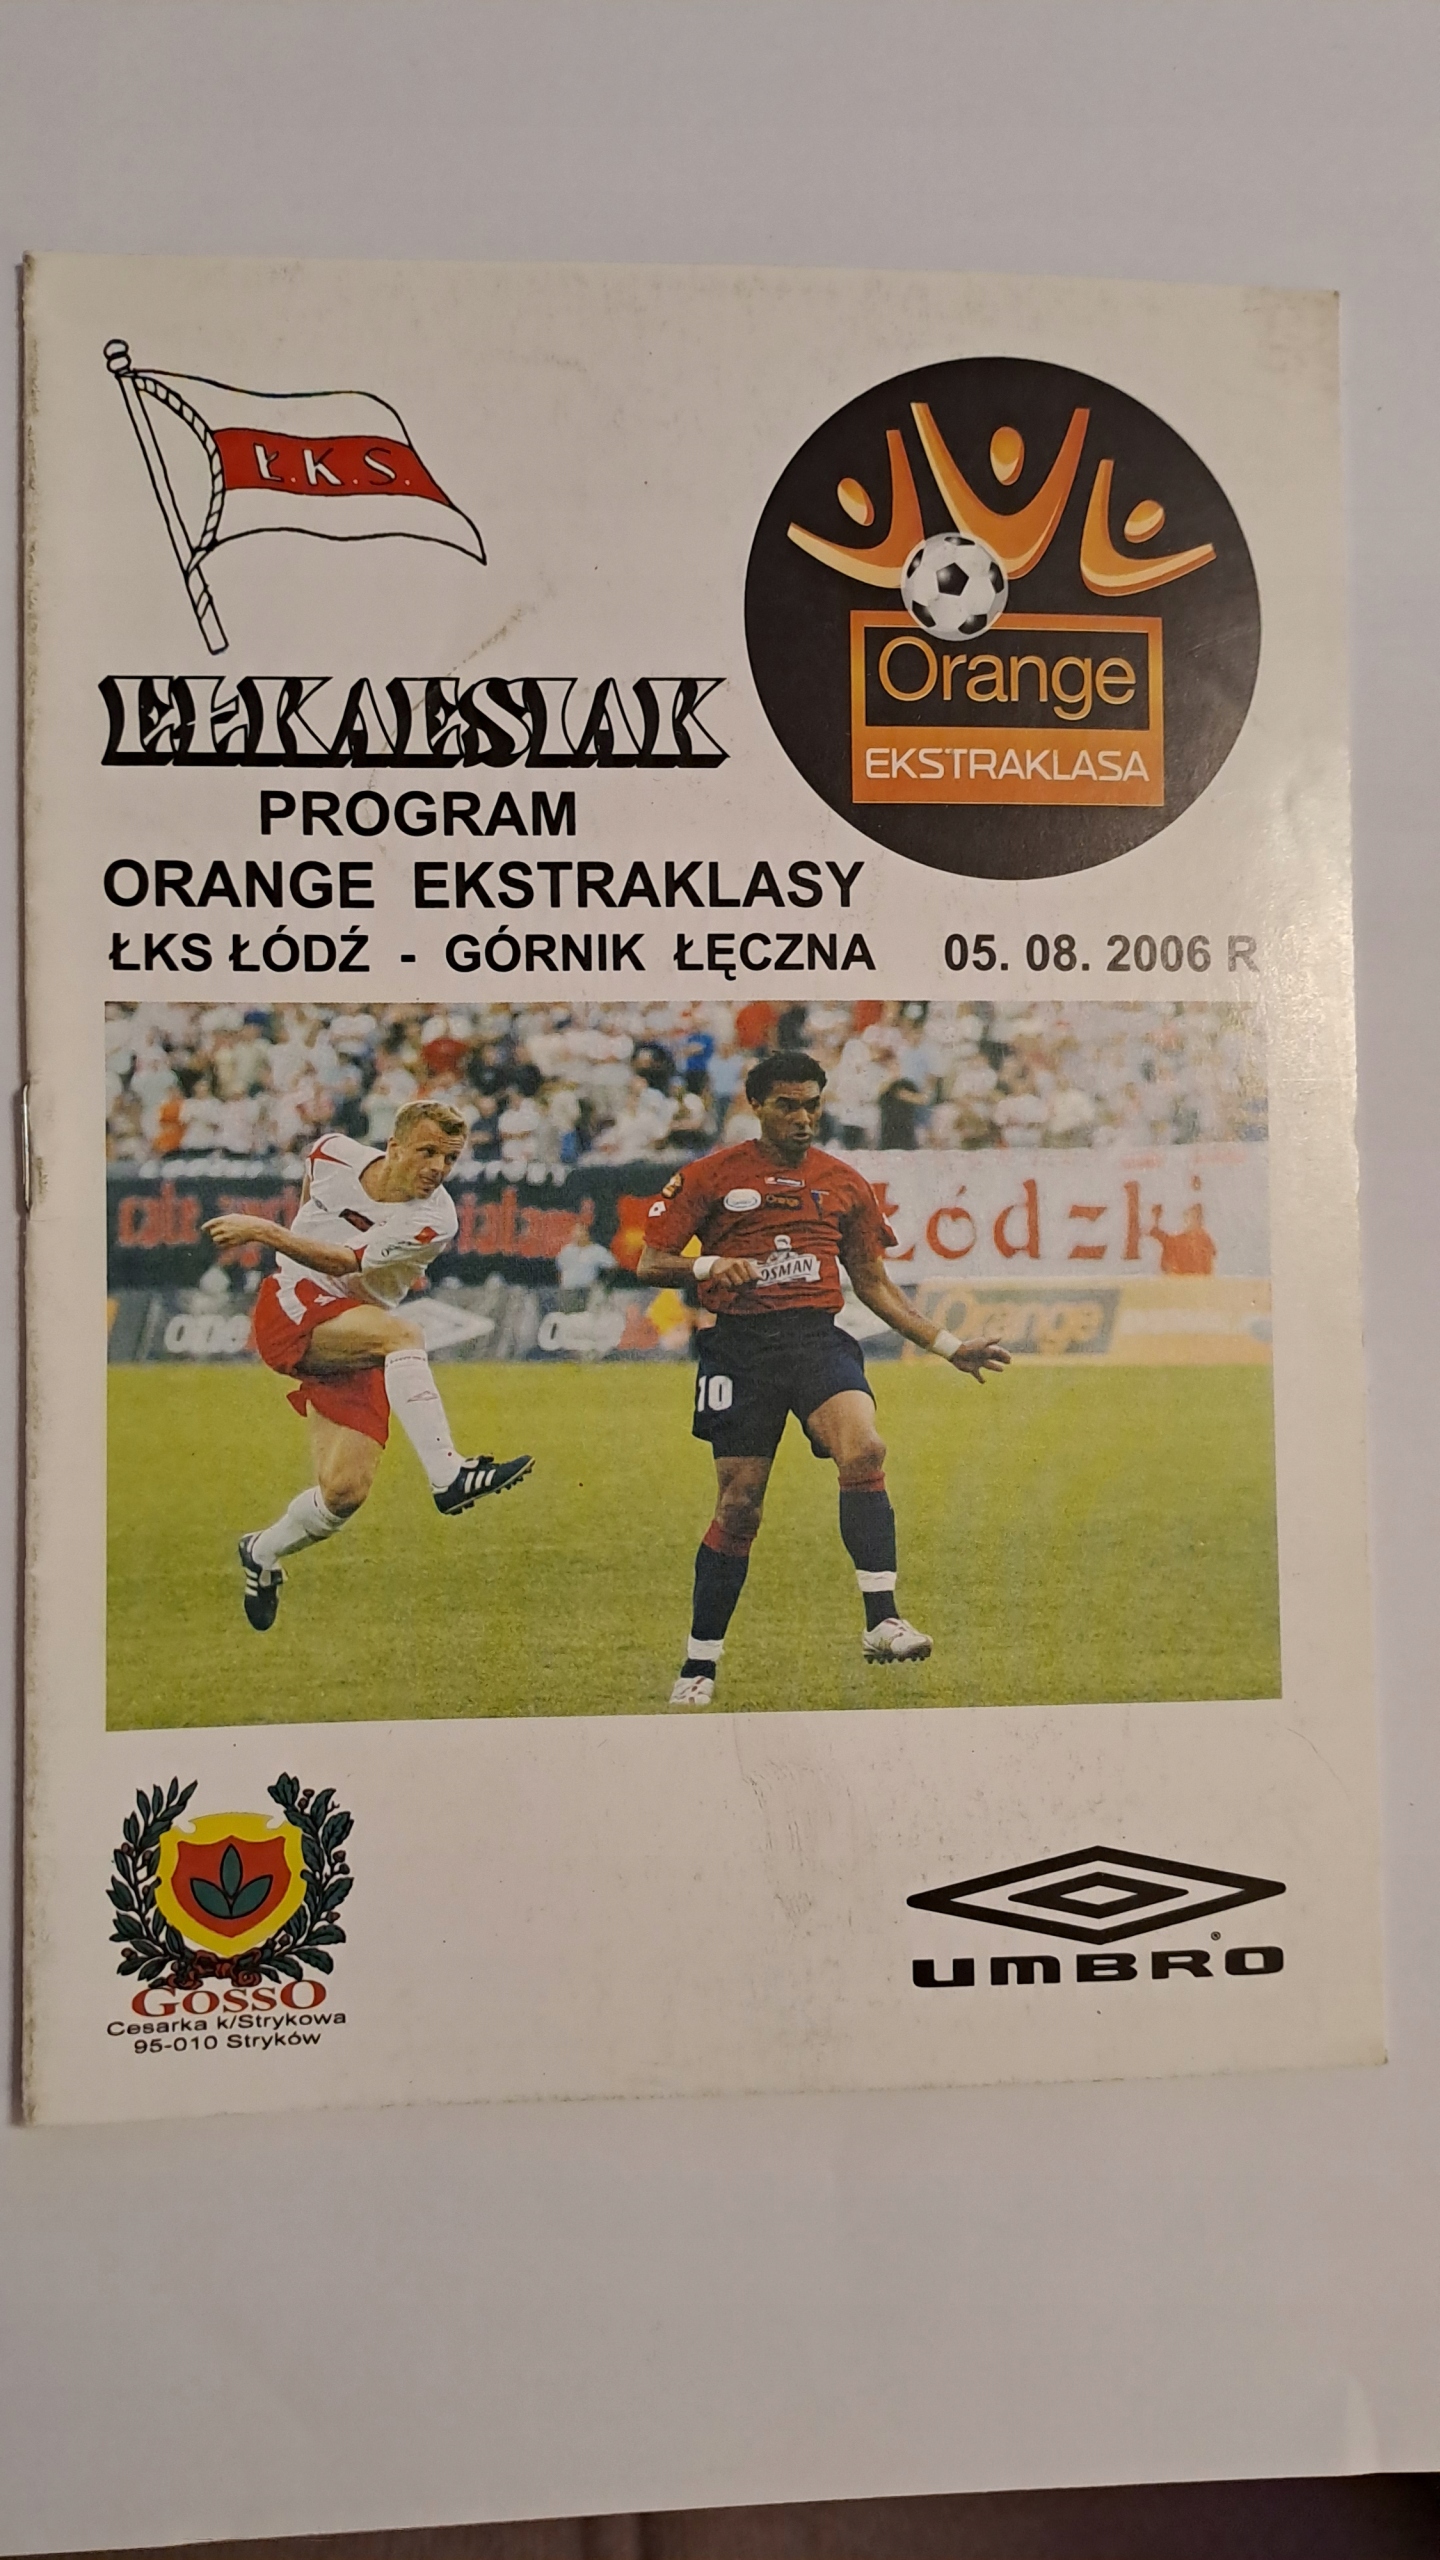 Ł.K.S.
EŁKAESIAK
Orange
EKSTRAKLASA
PROGRAM
ORANGE EKSTRAKLASY
ŁKS ŁÓDŹ - GÓRNIK ŁĘCZNA 05. 08. 2006 R
Łódzki
OSMAN
Orange
10
GOSSO
Cesarka k/Strykowa
95-010 Stryków
UMBRO
®